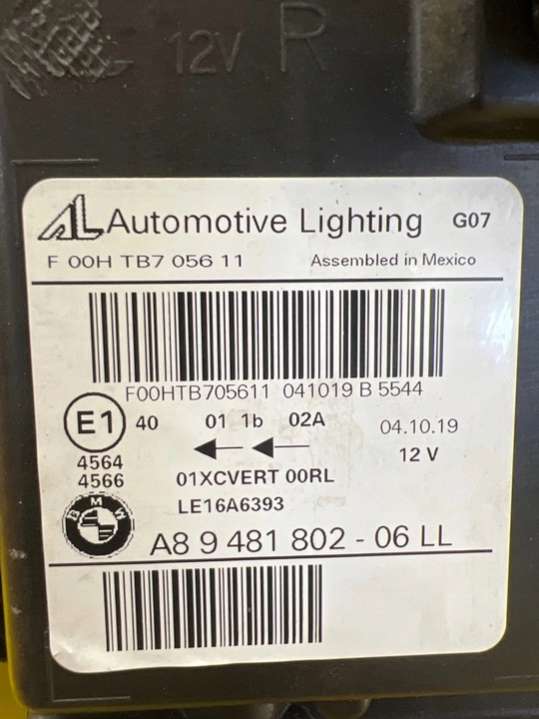 12V R
AL Automotive Lighting G07
F 00H TB7 056 11 Assembled in Mexico
F00HTB705611 041019 B 5544
E1 40 01 1b 02A 04.10.19
4564 12 V
4566 01XCVERT 00RL
LE16A6393
BMW
A8 9 481 802 - 06 LL